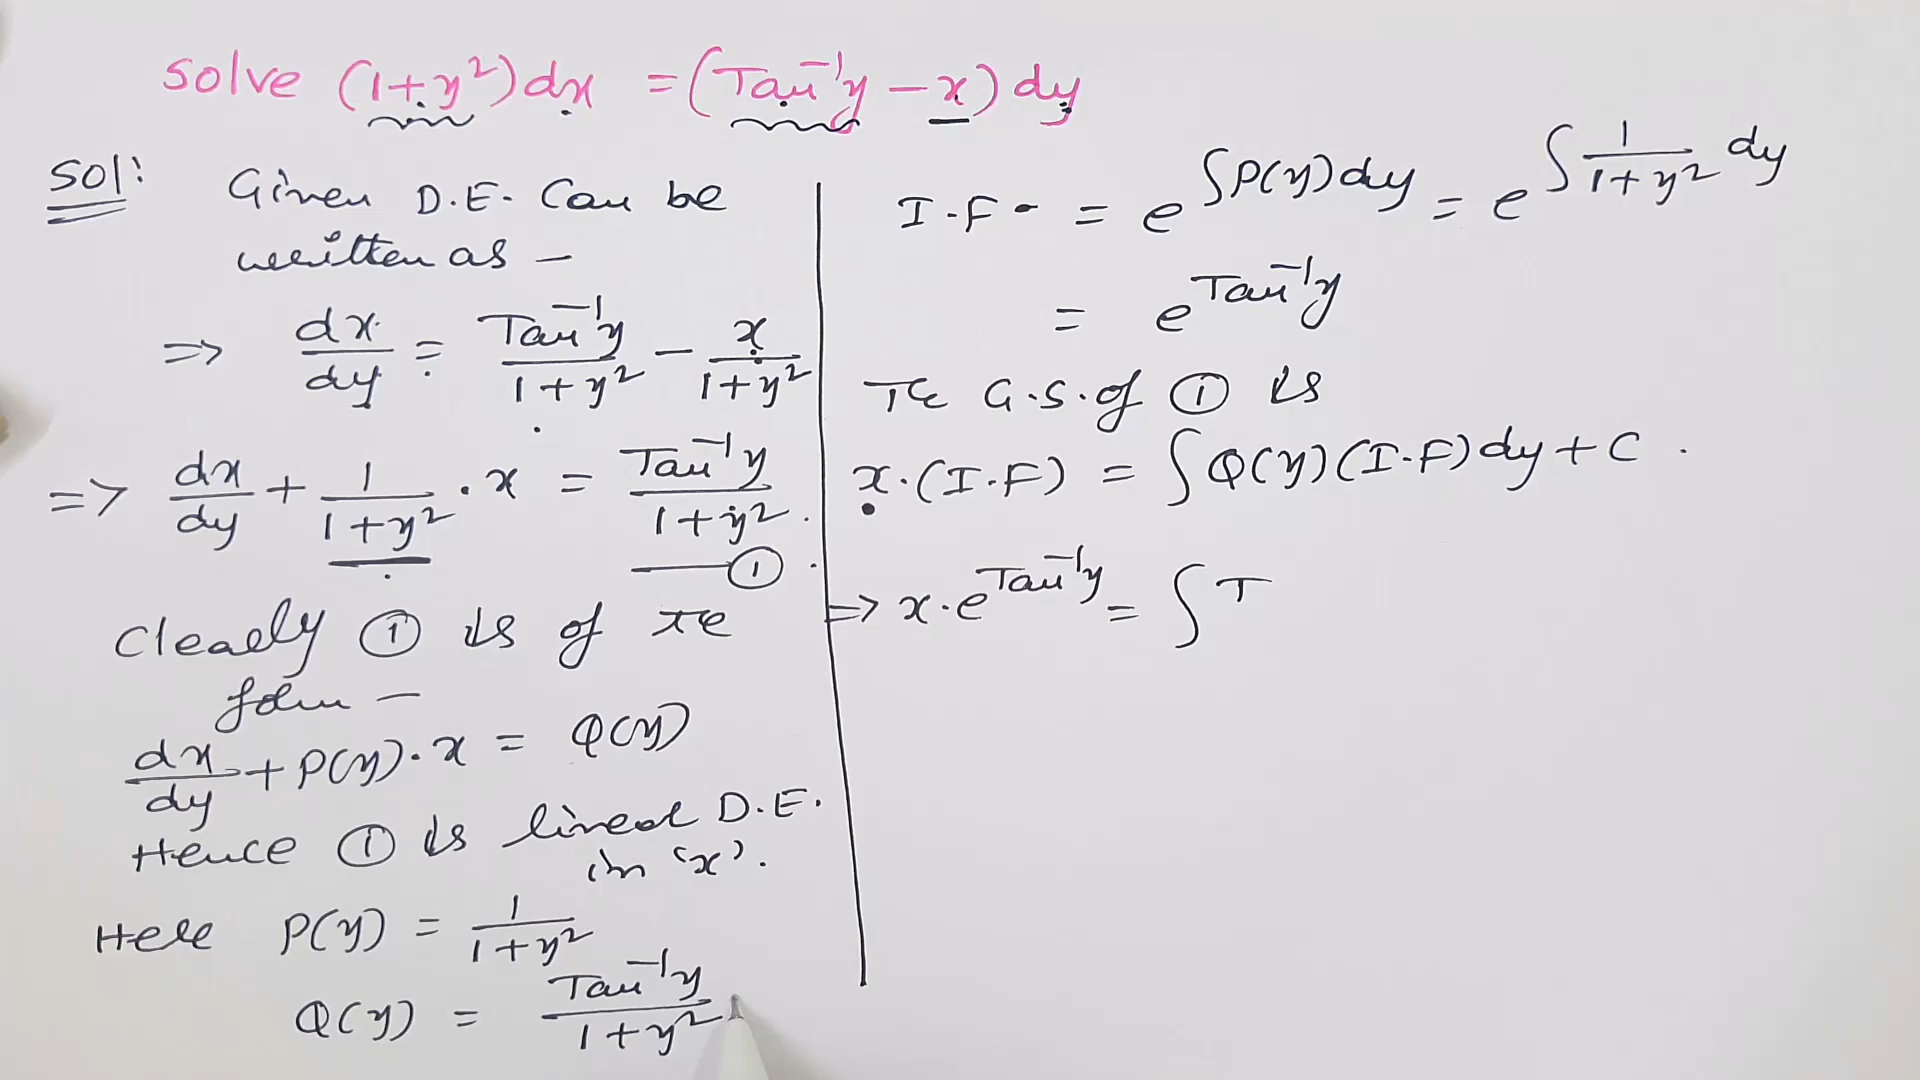 solve (1+y²)dx = (Tan⁻¹y − x) dy
Sol: Given D.E. Can be
written as −
=> dx/dy = Tan⁻¹y/1+y² − x/1+y²
=> dx/dy + 1/1+y² · x = Tan⁻¹y/1+y² . —①
Clearly ① is of the
form −
dx/dy + P(y)·x = Q(y)
Hence ① is linear D.E.
in 'x'.
Here P(y) = 1/1+y²
Q(y) = Tan⁻¹y/1+y²
I.F. = e^∫P(y)dy = e^∫1/1+y² dy
= e^Tan⁻¹y
The G.S. of ① is
x·(I.F) = ∫Q(y)(I.F)dy + C .
=> x·e^Tan⁻¹y = ∫T